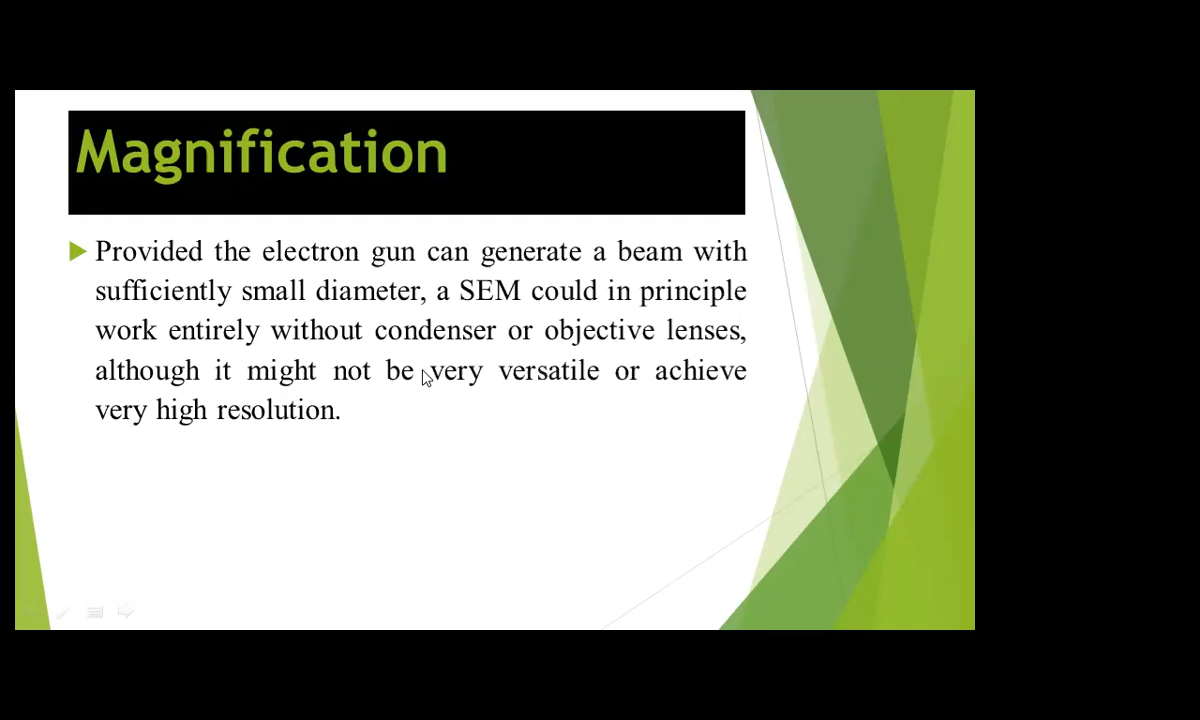 Magnification
Provided the electron gun can generate a beam with
sufficiently small diameter, a SEM could in principle
work entirely without condenser or objective lenses,
although it might not be very versatile or achieve
very high resolution.